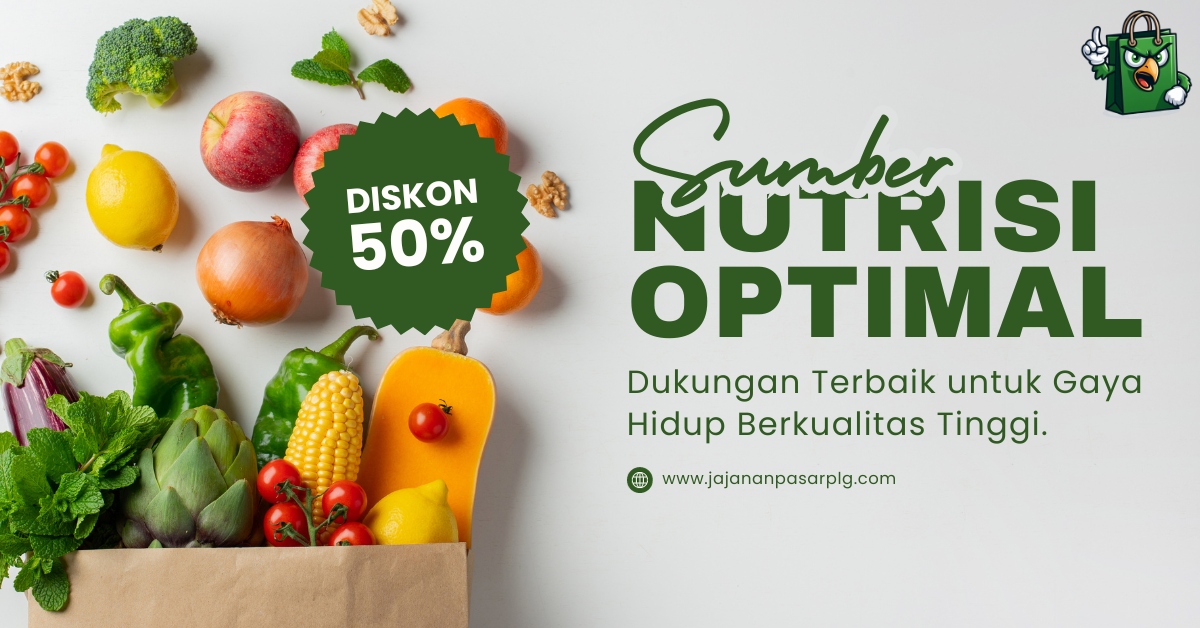 DISKON
50%
Sumber
NUTRISI
OPTIMAL
Dukungan Terbaik untuk Gaya
Hidup Berkualitas Tinggi.
www.jajananpasarplg.com